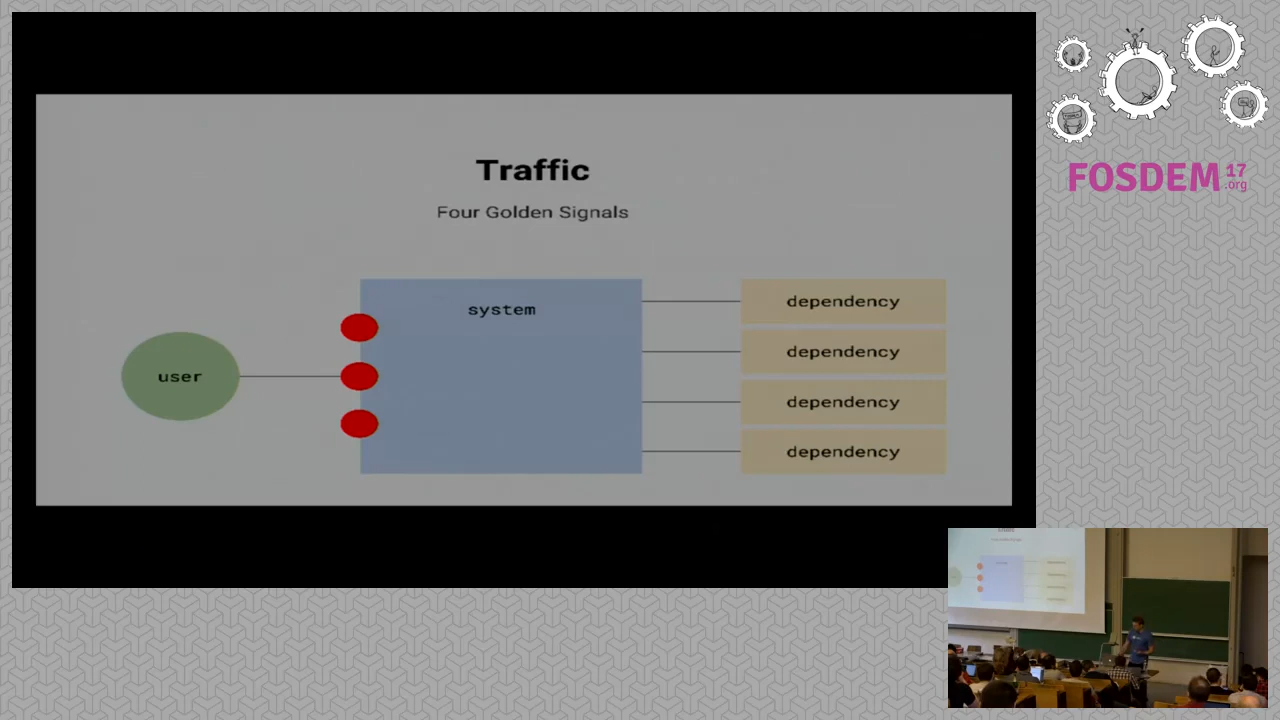 Traffic
Four Golden Signals
system
user
dependency
dependency
dependency
dependency
FOSDEM 17
.org